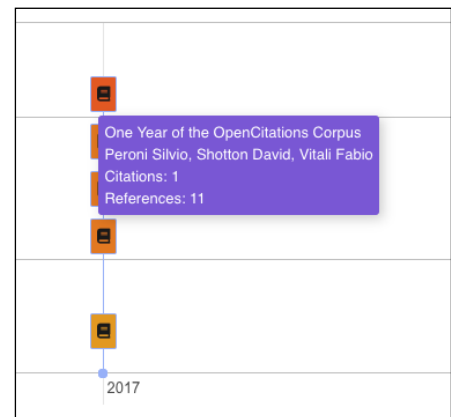 One Year of the OpenCitations Corpus
Peroni Silvio, Shotton David, Vitali Fabio
Citations: 1
References: 11
2017